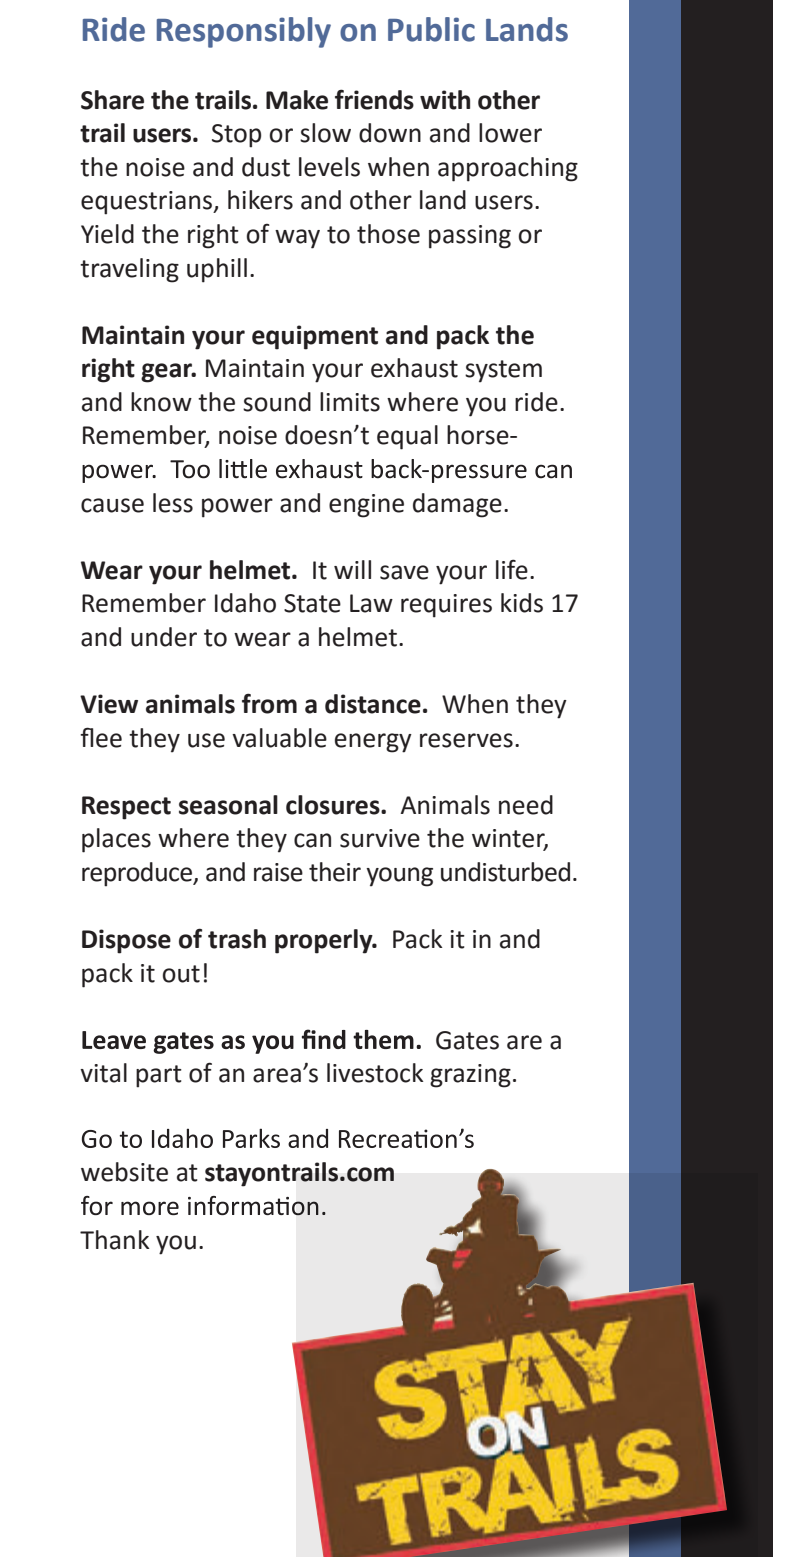 Ride Responsibly on Public Lands
Share the trails. Make friends with other
trail users. Stop or slow down and lower
the noise and dust levels when approaching
equestrians, hikers and other land users.
Yield the right of way to those passing or
traveling uphill.
Maintain your equipment and pack the
right gear. Maintain your exhaust system
and know the sound limits where you ride.
Remember, noise doesn’t equal horse-
power. Too little exhaust back-pressure can
cause less power and engine damage.
Wear your helmet. It will save your life.
Remember Idaho State Law requires kids 17
and under to wear a helmet.
View animals from a distance. When they
flee they use valuable energy reserves.
Respect seasonal closures. Animals need
places where they can survive the winter,
reproduce, and raise their young undisturbed.
Dispose of trash properly. Pack it in and
pack it out!
Leave gates as you find them. Gates are a
vital part of an area’s livestock grazing.
Go to Idaho Parks and Recreation’s
website at stayontrails.com
for more information.
Thank you.
STAY
ON
TRAILS